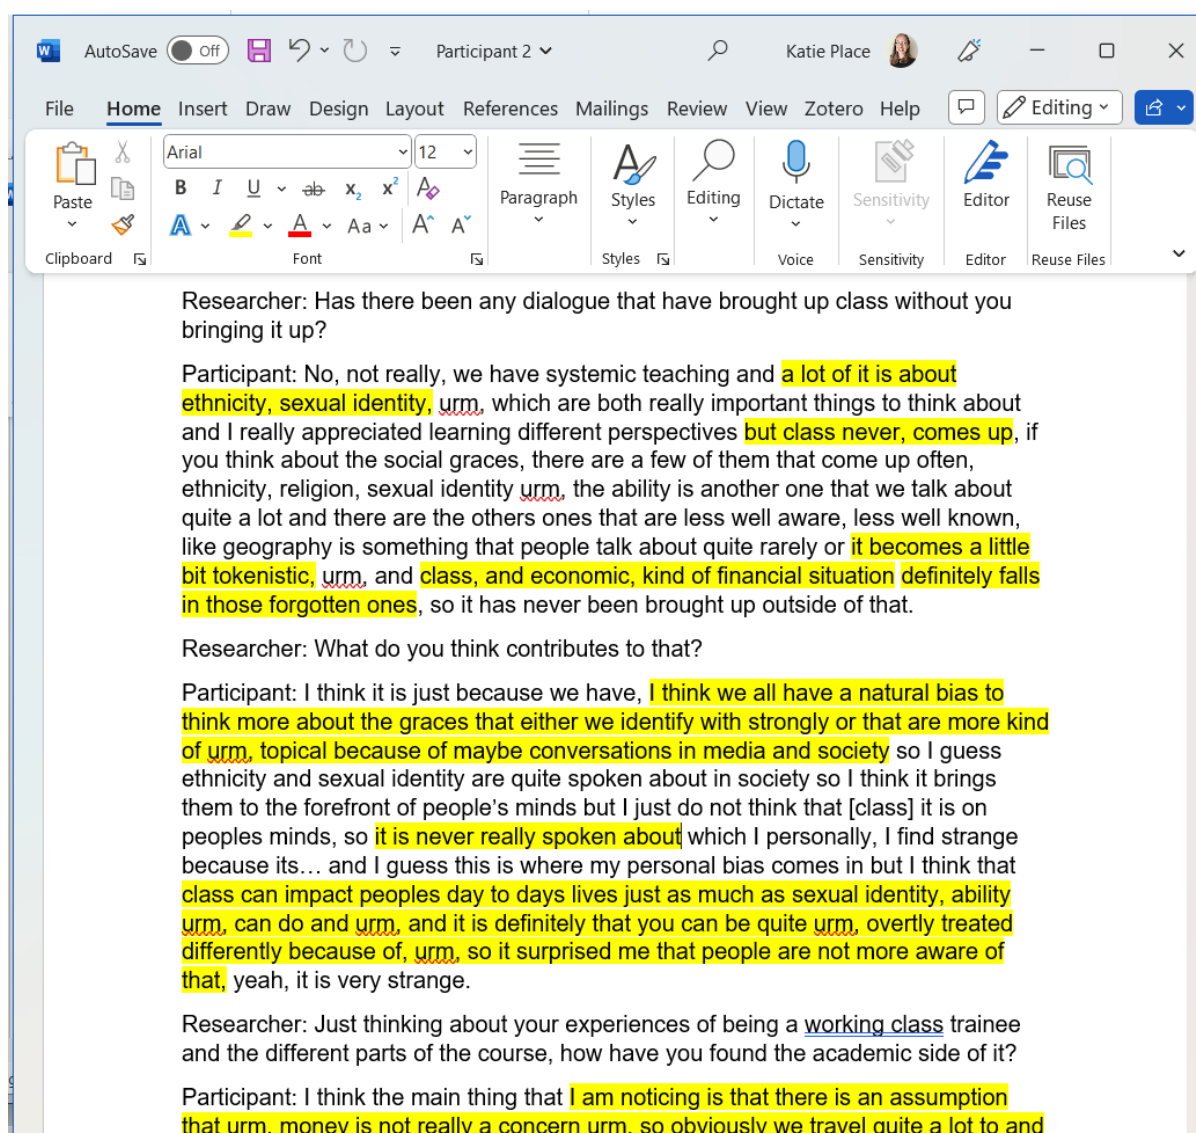 AutoSave Off Participant 2 Katie Place
File Home Insert Draw Design Layout References Mailings Review View Zotero Help Editing
Arial 12
Paste
B I U ab x2 x2 A
A A Aa A A
Paragraph Styles Editing Dictate Sensitivity Editor Reuse Files
Clipboard Font Styles Voice Sensitivity Editor Reuse Files
Researcher: Has there been any dialogue that have brought up class without you
bringing it up?
Participant: No, not really, we have systemic teaching and a lot of it is about
ethnicity, sexual identity, urm, which are both really important things to think about
and I really appreciated learning different perspectives but class never, comes up, if
you think about the social graces, there are a few of them that come up often,
ethnicity, religion, sexual identity urm, the ability is another one that we talk about
quite a lot and there are the others ones that are less well aware, less well known,
like geography is something that people talk about quite rarely or it becomes a little
bit tokenistic, urm, and class, and economic, kind of financial situation definitely falls
in those forgotten ones, so it has never been brought up outside of that.
Researcher: What do you think contributes to that?
Participant: I think it is just because we have, I think we all have a natural bias to
think more about the graces that either we identify with strongly or that are more kind
of urm, topical because of maybe conversations in media and society so I guess
ethnicity and sexual identity are quite spoken about in society so I think it brings
them to the forefront of people’s minds but I just do not think that [class] it is on
peoples minds, so it is never really spoken about which I personally, I find strange
because its… and I guess this is where my personal bias comes in but I think that
class can impact peoples day to days lives just as much as sexual identity, ability
urm, can do and urm, and it is definitely that you can be quite urm, overtly treated
differently because of, urm, so it surprised me that people are not more aware of
that, yeah, it is very strange.
Researcher: Just thinking about your experiences of being a working class trainee
and the different parts of the course, how have you found the academic side of it?
Participant: I think the main thing that I am noticing is that there is an assumption
that urm, money is not really a concern urm, so obviously we travel quite a lot to and